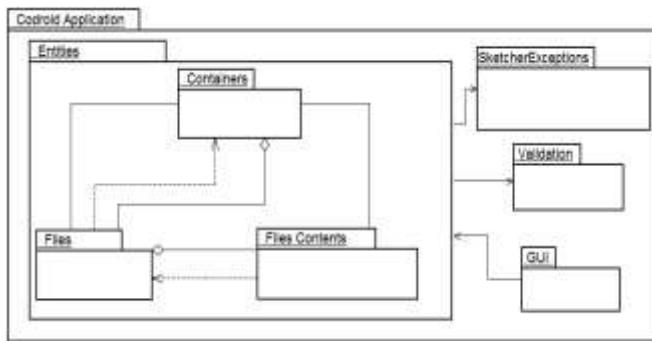 Codroid Application
Entities
SketcherExceptions
Containers
Validation
Files
Files Contents
GUI